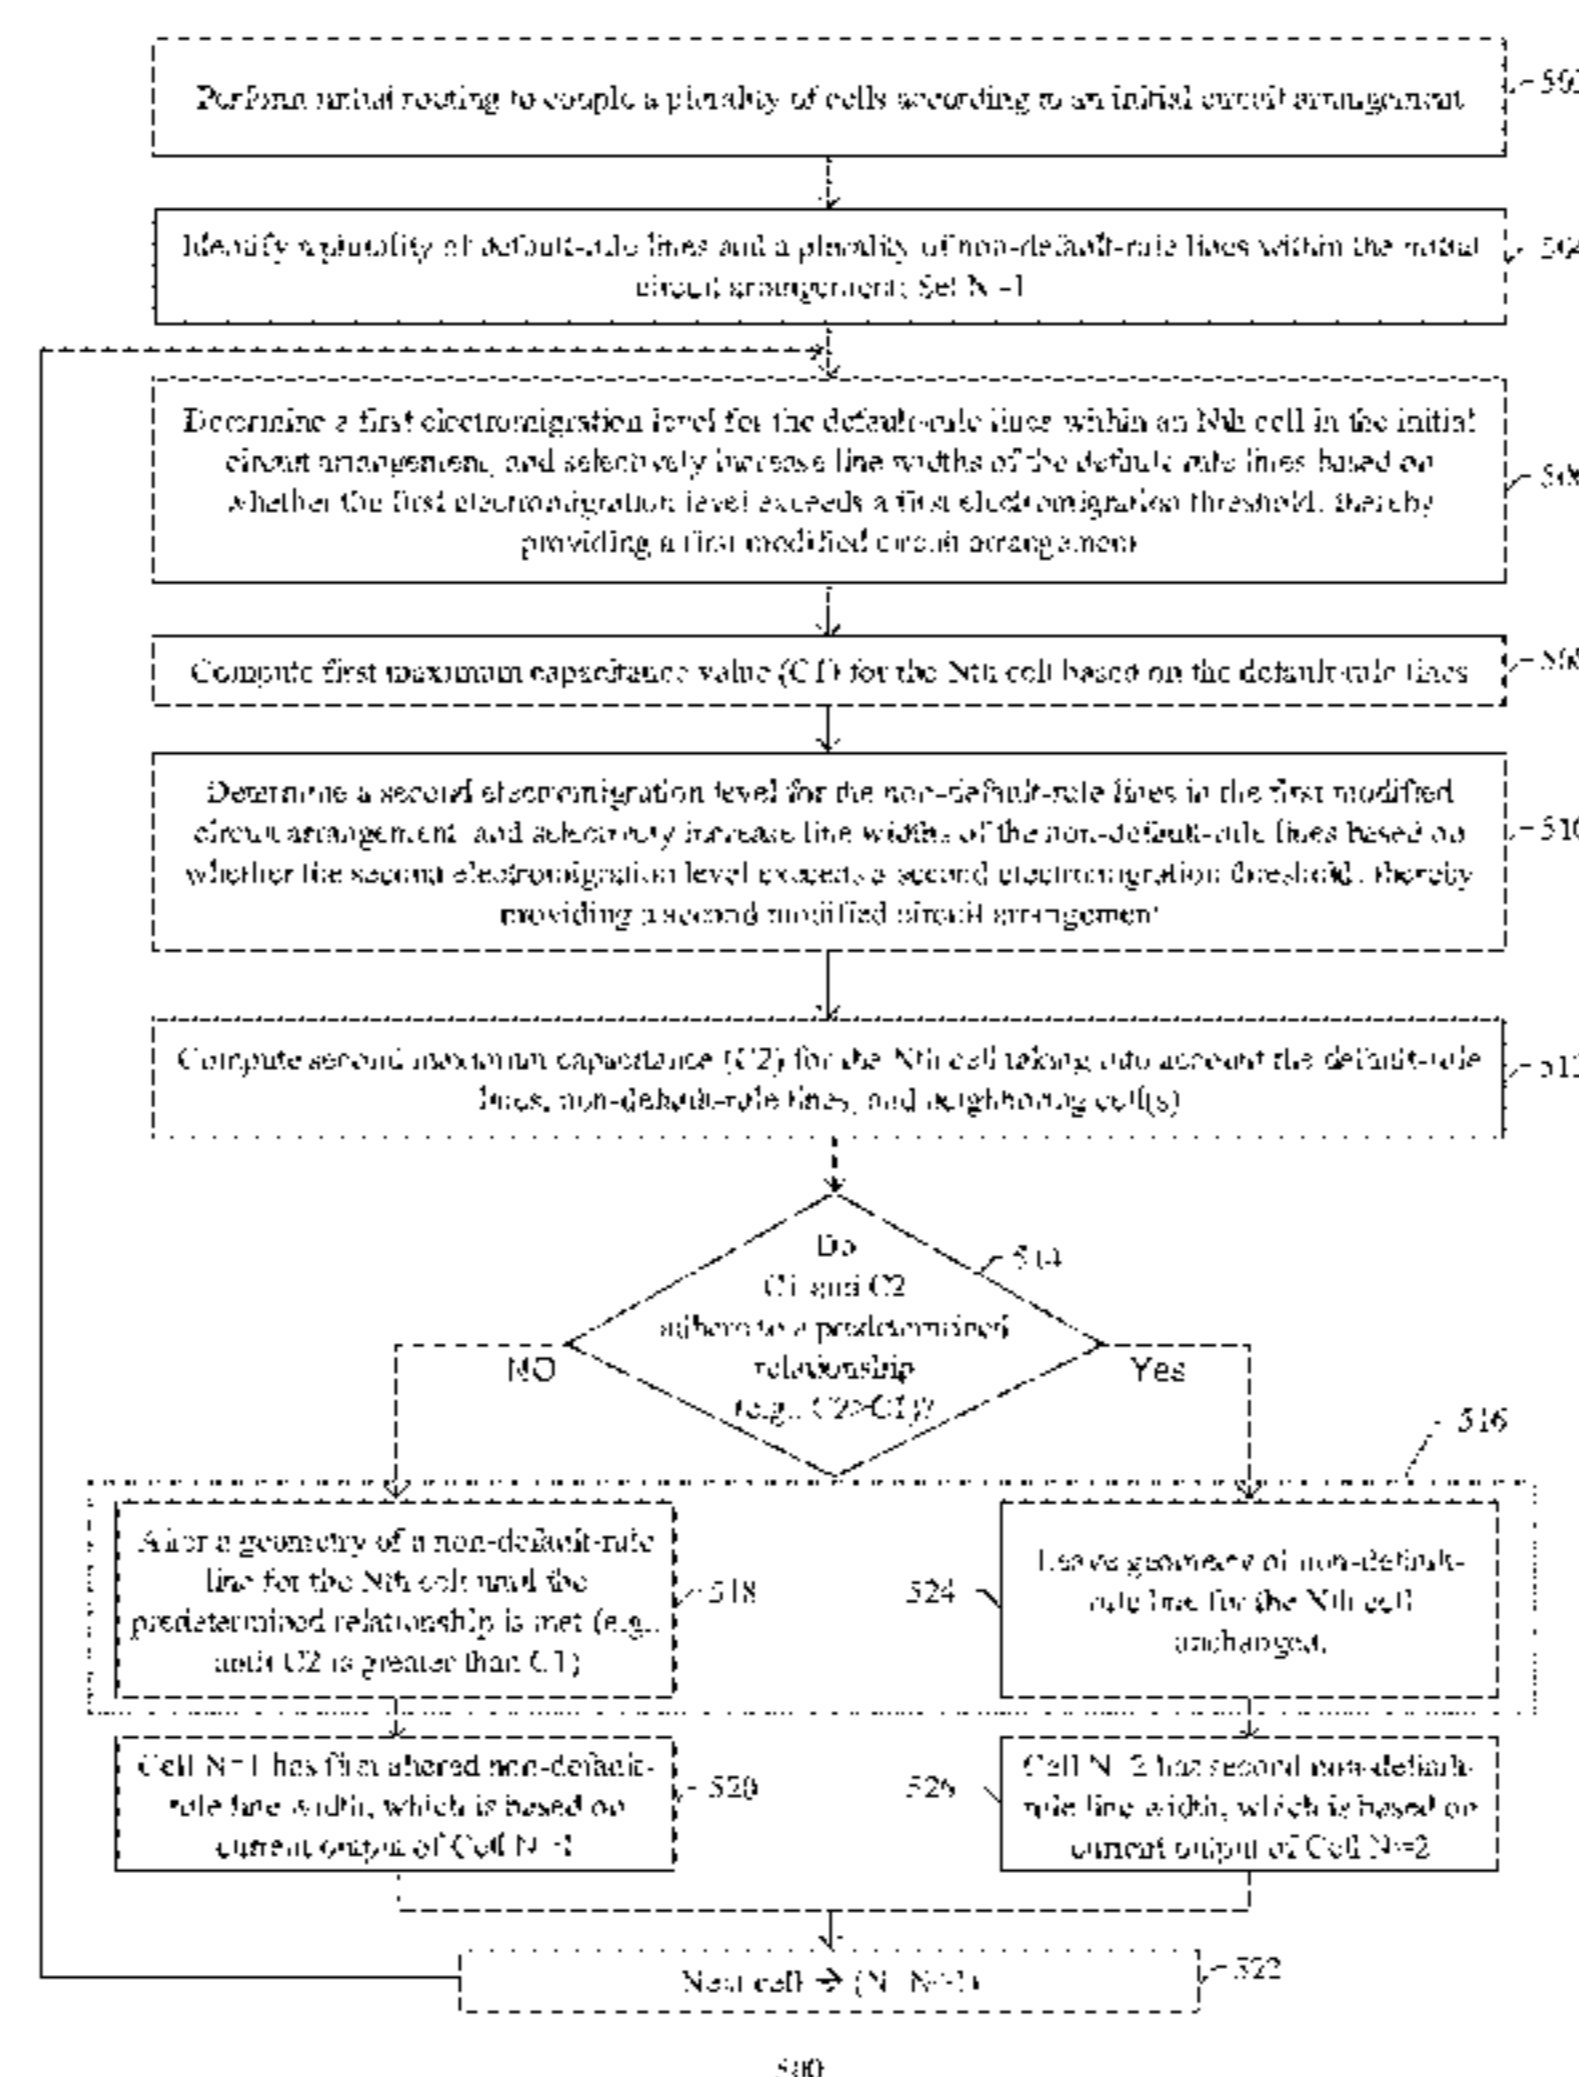 Perform initial routing to couple a plurality of cells according to an initial circuit arrangement
Identify a plurality of default-rule lines and a plurality of non-default-rule lines within the initial
circuit arrangement; Set N=1
Determine a first electromigration level for the default-rule lines within an Nth cell in the initial
circuit arrangement, and selectively increase line widths of the default-rule lines based on
whether the first electromigration level exceeds a first electromigration threshold, thereby
providing a first modified circuit arrangement
Compute first maximum capacitance value (C1) for the Nth cell based on the default-rule lines
Determine a second electromigration level for the non-default-rule lines in the first modified
circuit arrangement, and selectively increase line widths of the non-default-rule lines based on
whether the second electromigration level exceeds a second electromigration threshold, thereby
510
providing a second modified circuit arrangement
Compute second maximum capacitance (C2) for the Nth cell taking into account the default-rule
lines, non-default-rule lines, and neighboring cell(s)
Do
514
C1 and C2
adhere to a predetermined
relationship
(e.g., C2>C1)?
NO
Yes
516
Alter a geometry of a non-default-rule
line for the Nth cell until the
predetermined relationship is met (e.g.,
until C2 is greater than C1)
518
524
Leave geometry of non-default-
rule line for the Nth cell
unchanged.
Cell N=1 has first altered non-default-
rule line width, which is based on
current output of Cell N=1
520
526
Cell N=2 has second non-default-
rule line width, which is based on
current output of Cell N=2
Next cell → (N=N+1)
522
500